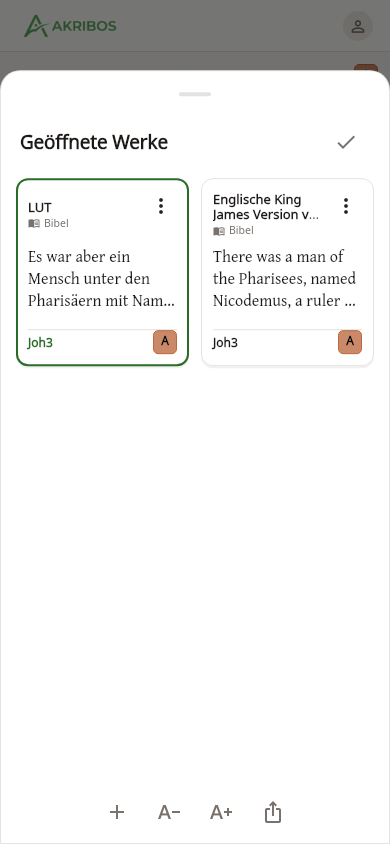 AKRIBOS
Geöffnete Werke
LUT
Bibel
Es war aber ein
Mensch unter den
Pharisäern mit Nam...
Joh3
A
Englische King
James Version v...
Bibel
There was a man of
the Pharisees, named
Nicodemus, a ruler ...
Joh3
A
A−
A+